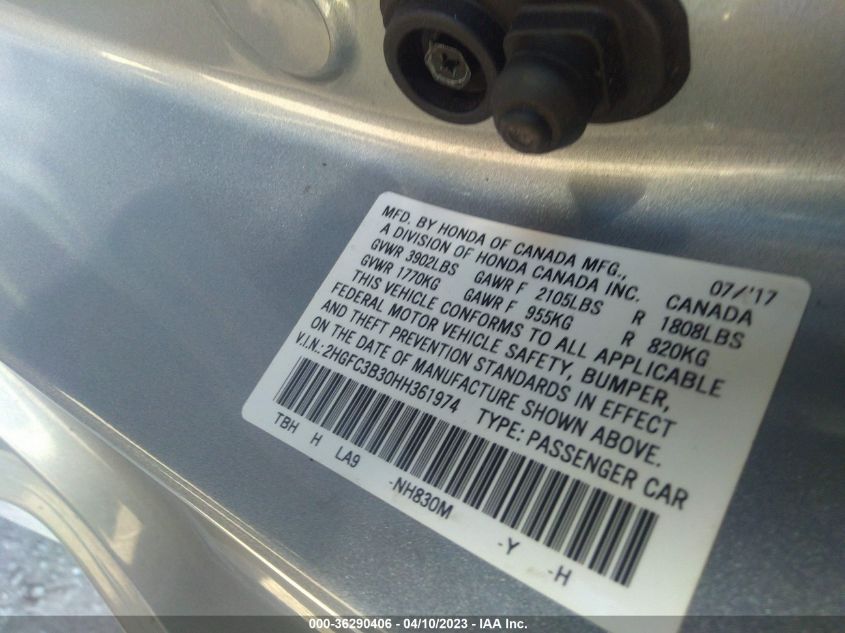 MFD. BY HONDA OF CANADA MFG., 07/'17
A DIVISION OF HONDA CANADA INC. CANADA
GVWR 3902LBS GAWR F 2105LBS R 1808LBS
GVWR 1770KG GAWR F 955KG R 820KG
THIS VEHICLE CONFORMS TO ALL APPLICABLE
FEDERAL MOTOR VEHICLE SAFETY, BUMPER,
AND THEFT PREVENTION STANDARDS IN EFFECT
ON THE DATE OF MANUFACTURE SHOWN ABOVE.
V.I.N.: 2HGFC3B30HH361974 TYPE: PASSENGER CAR
TBH H LA9 -NH830M -Y -H
000-36290406 - 04/10/2023 - IAA Inc.